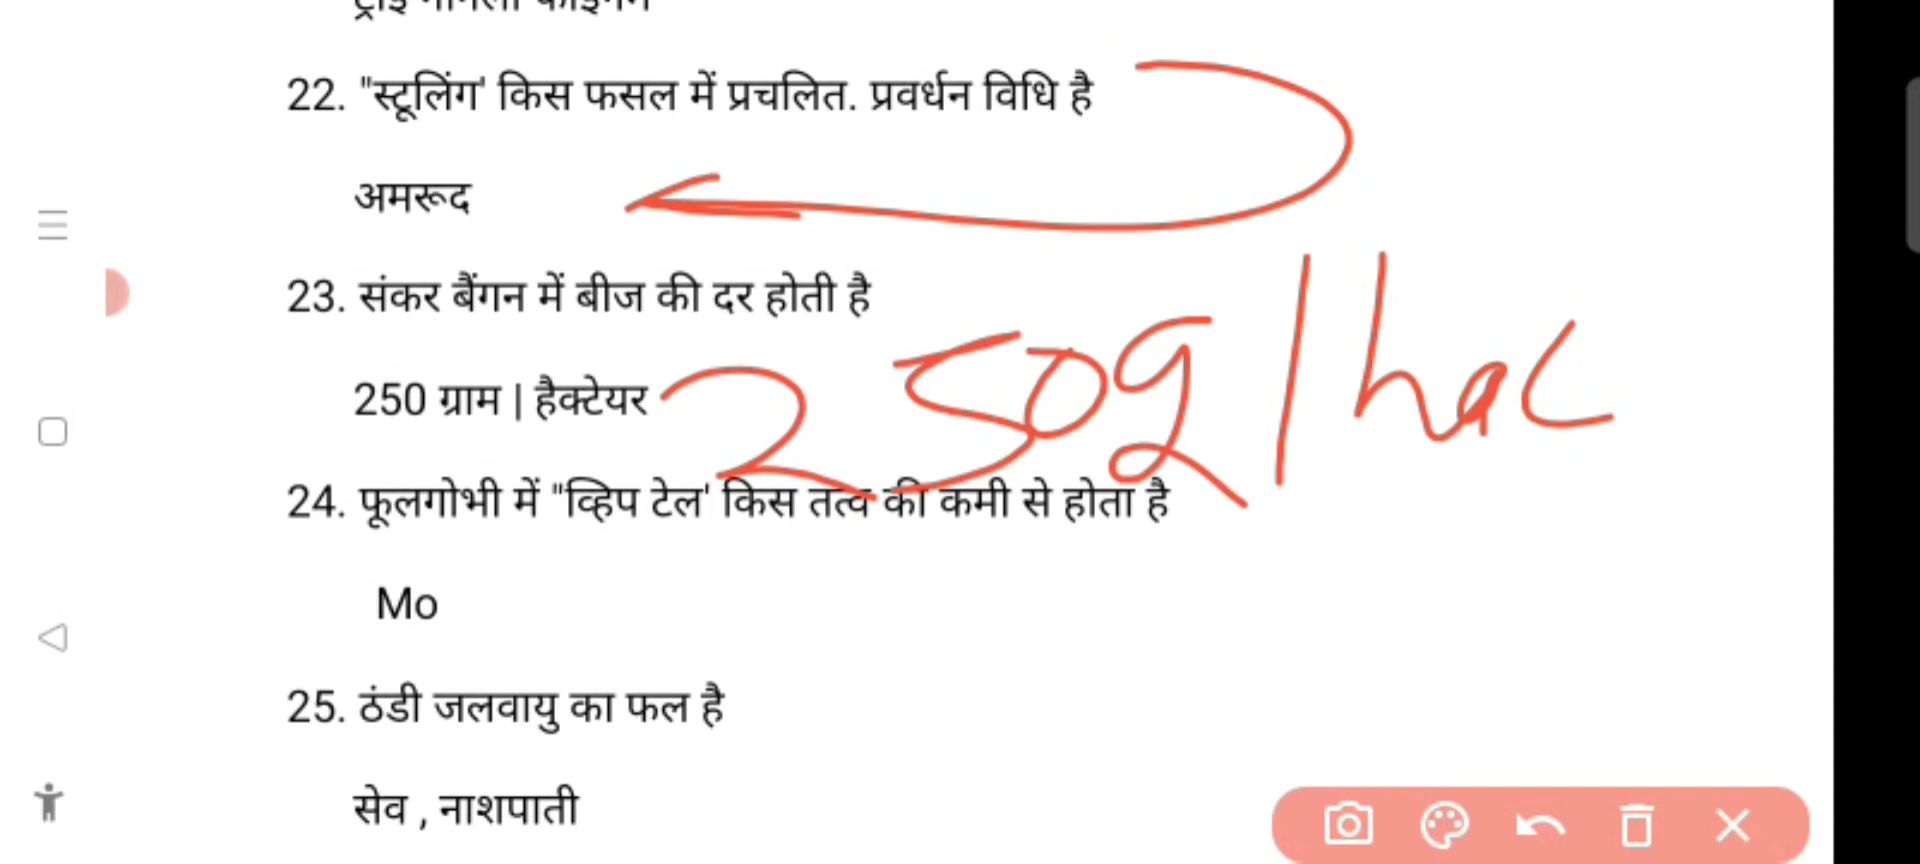 22. "स्टूलिंग' किस फसल में प्रचलित. प्रवर्धन विधि है
अमरूद
23. संकर बैंगन में बीज की दर होती है
250 ग्राम | हैक्टेयर
250g/hac
24. फूलगोभी में "व्हिप टेल' किस तत्व की कमी से होता है
Mo
25. ठंडी जलवायु का फल है
सेव , नाशपाती